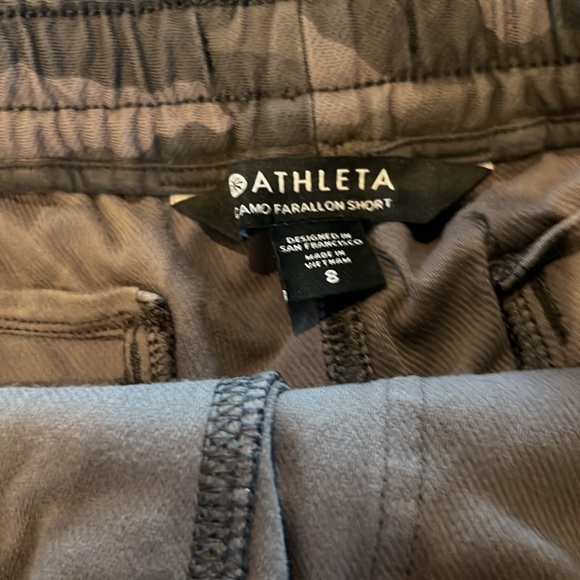 ATHLETA
CAMO FARALLON SHORT
DESIGNED IN
SAN FRANCISCO
MADE IN
VIETNAM
8